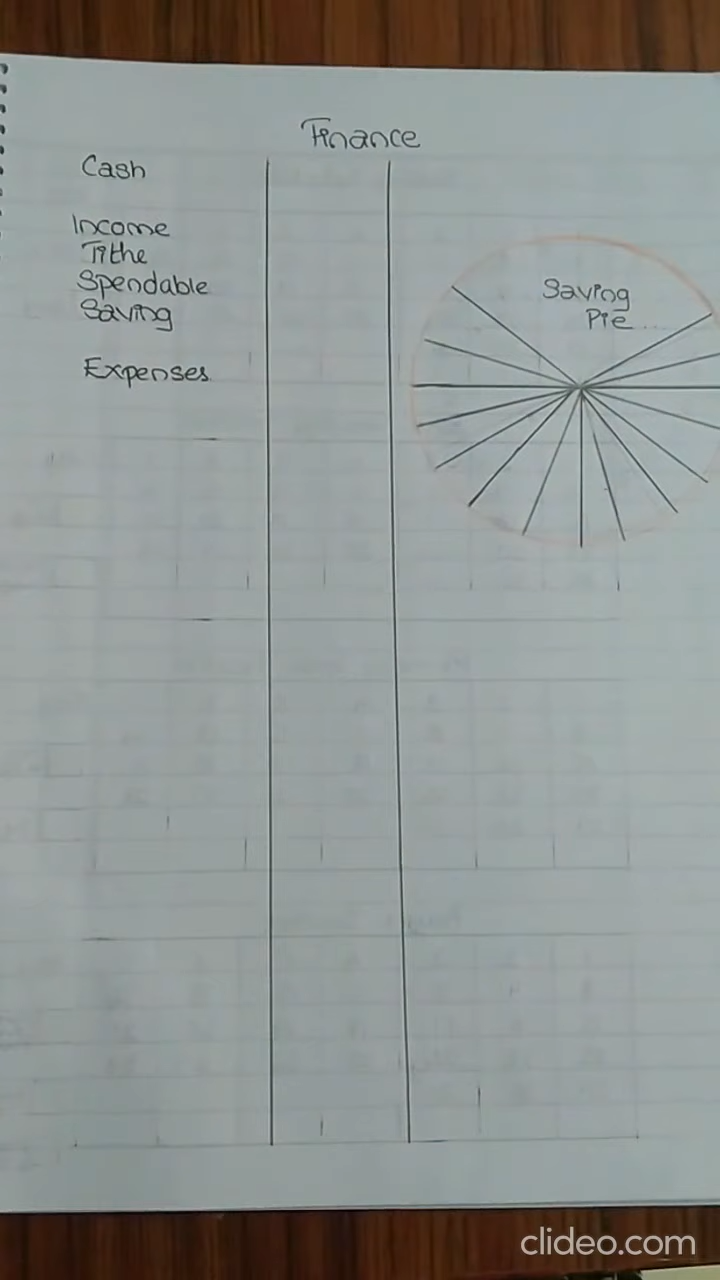 Finance
Cash
Income
Tithe
Spendable
Saving
Expenses
Saving
Pie
clideo.com